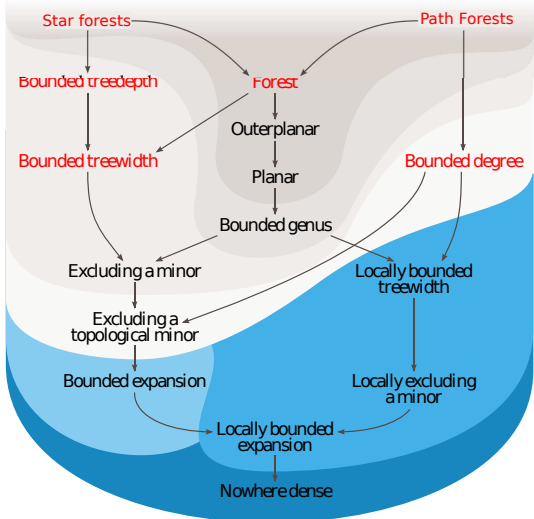 Star forests
Path Forests
Bounded treedepth
Forest
Outerplanar
Bounded treewidth
Bounded degree
Planar
Bounded genus
Excluding a minor
Locally bounded
treewidth
Excluding a
topological minor
Bounded expansion
Locally excluding
a minor
Locally bounded
expansion
Nowhere dense